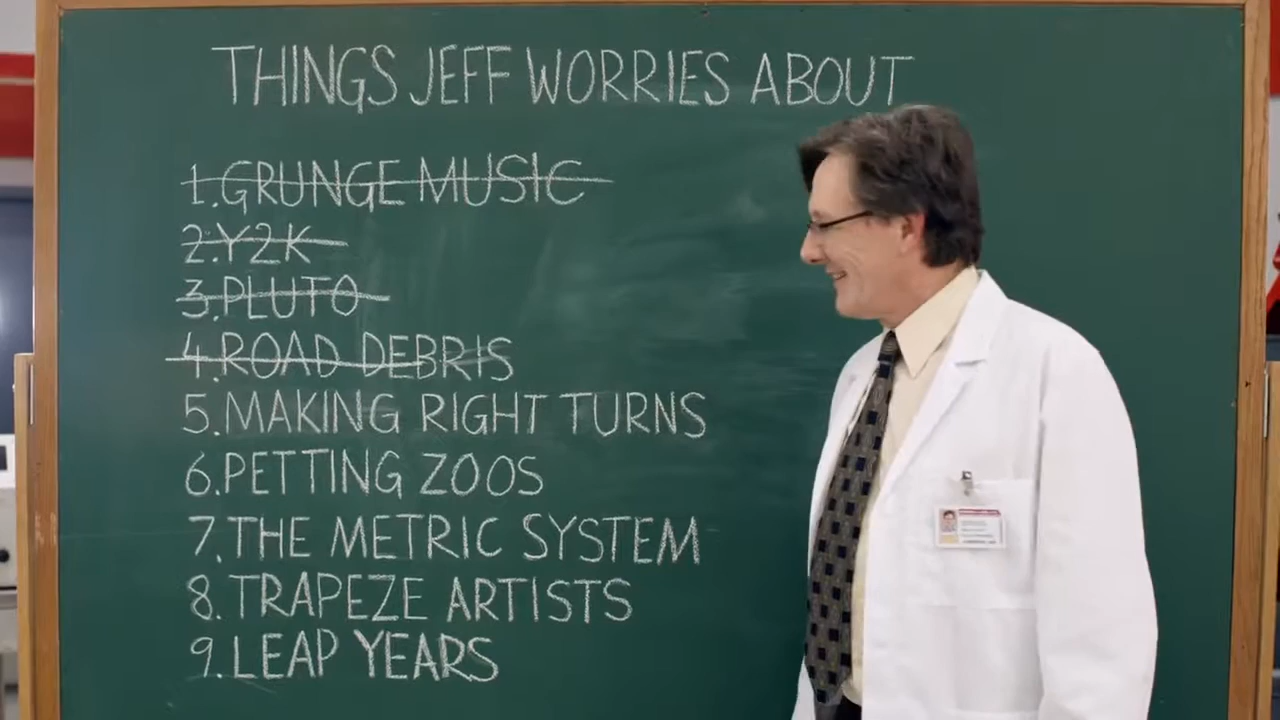 THINGS JEFF WORRIES ABOUT
1. GRUNGE MUSIC
2. Y2K
3. PLUTO
4. ROAD DEBRIS
5. MAKING RIGHT TURNS
6. PETTING ZOOS
7. THE METRIC SYSTEM
8. TRAPEZE ARTISTS
9. LEAP YEARS